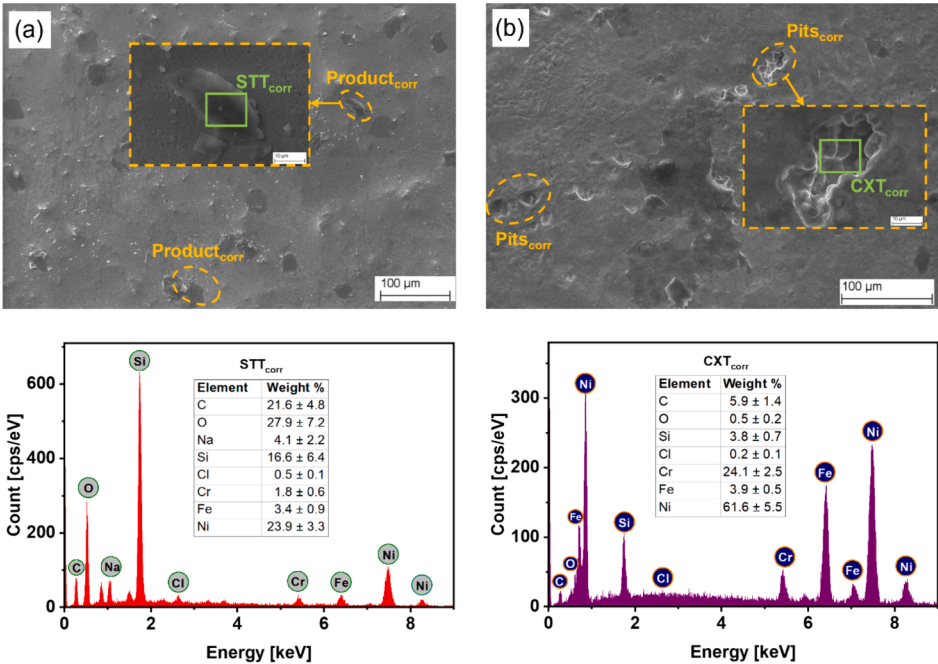 (a)
STTcorr
Productcorr
10 µm
Productcorr
100 µm
(b)
Pitscorr
CXTcorr
10 µm
Pitscorr
100 µm
STTcorr
Element Weight %
C 21.6 ± 4.8
O 27.9 ± 7.2
Na 4.1 ± 2.2
Si 16.6 ± 6.4
Cl 0.5 ± 0.1
Cr 1.8 ± 0.6
Fe 3.4 ± 0.9
Ni 23.9 ± 3.3
Si
O
C
Na
Cl
Cr
Fe
Ni
Ni
600
400
200
0
0 2 4 6 8
Count [cps/eV]
Energy [keV]
CXTcorr
Element Weight %
C 5.9 ± 1.4
O 0.5 ± 0.2
Si 3.8 ± 0.7
Cl 0.2 ± 0.1
Cr 24.1 ± 2.5
Fe 3.9 ± 0.5
Ni 61.6 ± 5.5
Ni
Fe
O
C
Si
Cl
Cr
Fe
Fe
Ni
Ni
300
200
100
0
0 2 4 6 8
Count [cps/eV]
Energy [keV]